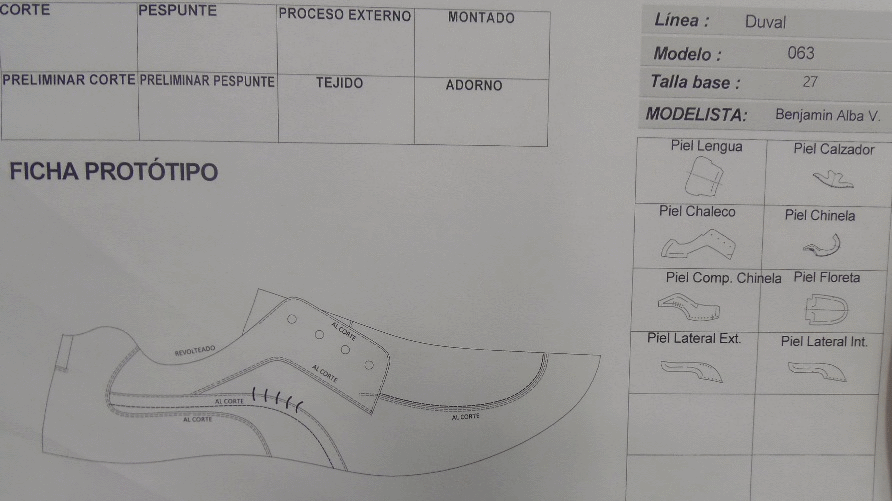 CORTE
PESPUNTE
PROCESO EXTERNO
MONTADO
PRELIMINAR CORTE
PRELIMINAR PESPUNTE
TEJIDO
ADORNO
FICHA PROTÓTIPO
Línea : Duval
Modelo : 063
Talla base : 27
MODELISTA: Benjamin Alba V.
Piel Lengua
Piel Calzador
Piel Chaleco
Piel Chinela
Piel Comp. Chinela
Piel Floreta
Piel Lateral Ext.
Piel Lateral Int.
AL CORTE
REVOLTEADO
AL CORTE
AL CORTE
AL CORTE
AL CORTE